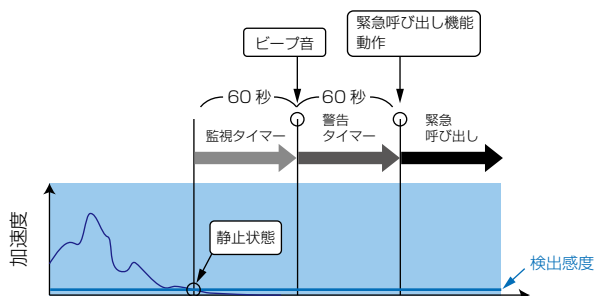 緊急呼び出し機能
動作
ビープ音
60 秒
60 秒
監視タイマー
警告
タイマー
緊急
呼び出し
加速度
静止状態
検出感度